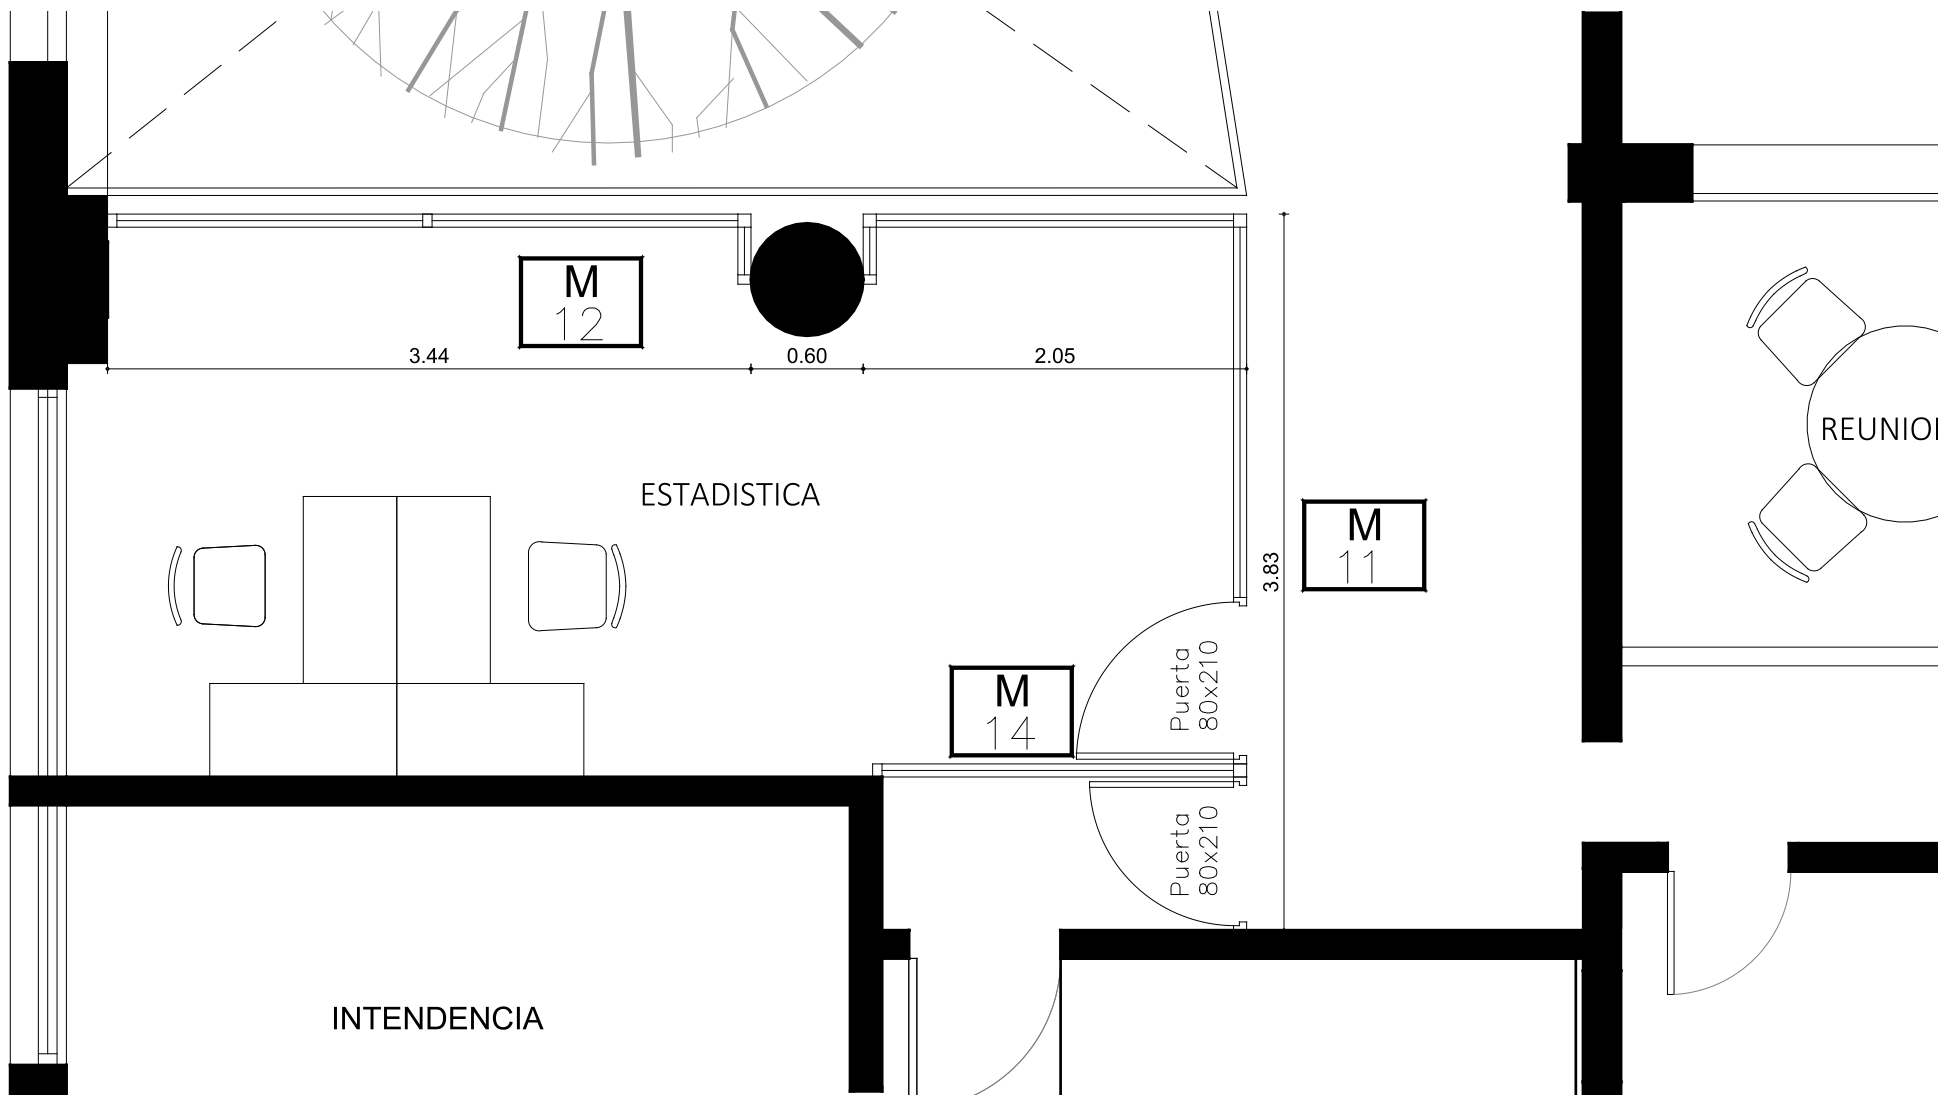 M
12
3.44
0.60
2.05
REUNION
ESTADISTICA
M
11
3.83
M
14
Puerta
80x210
Puerta
80x210
INTENDENCIA